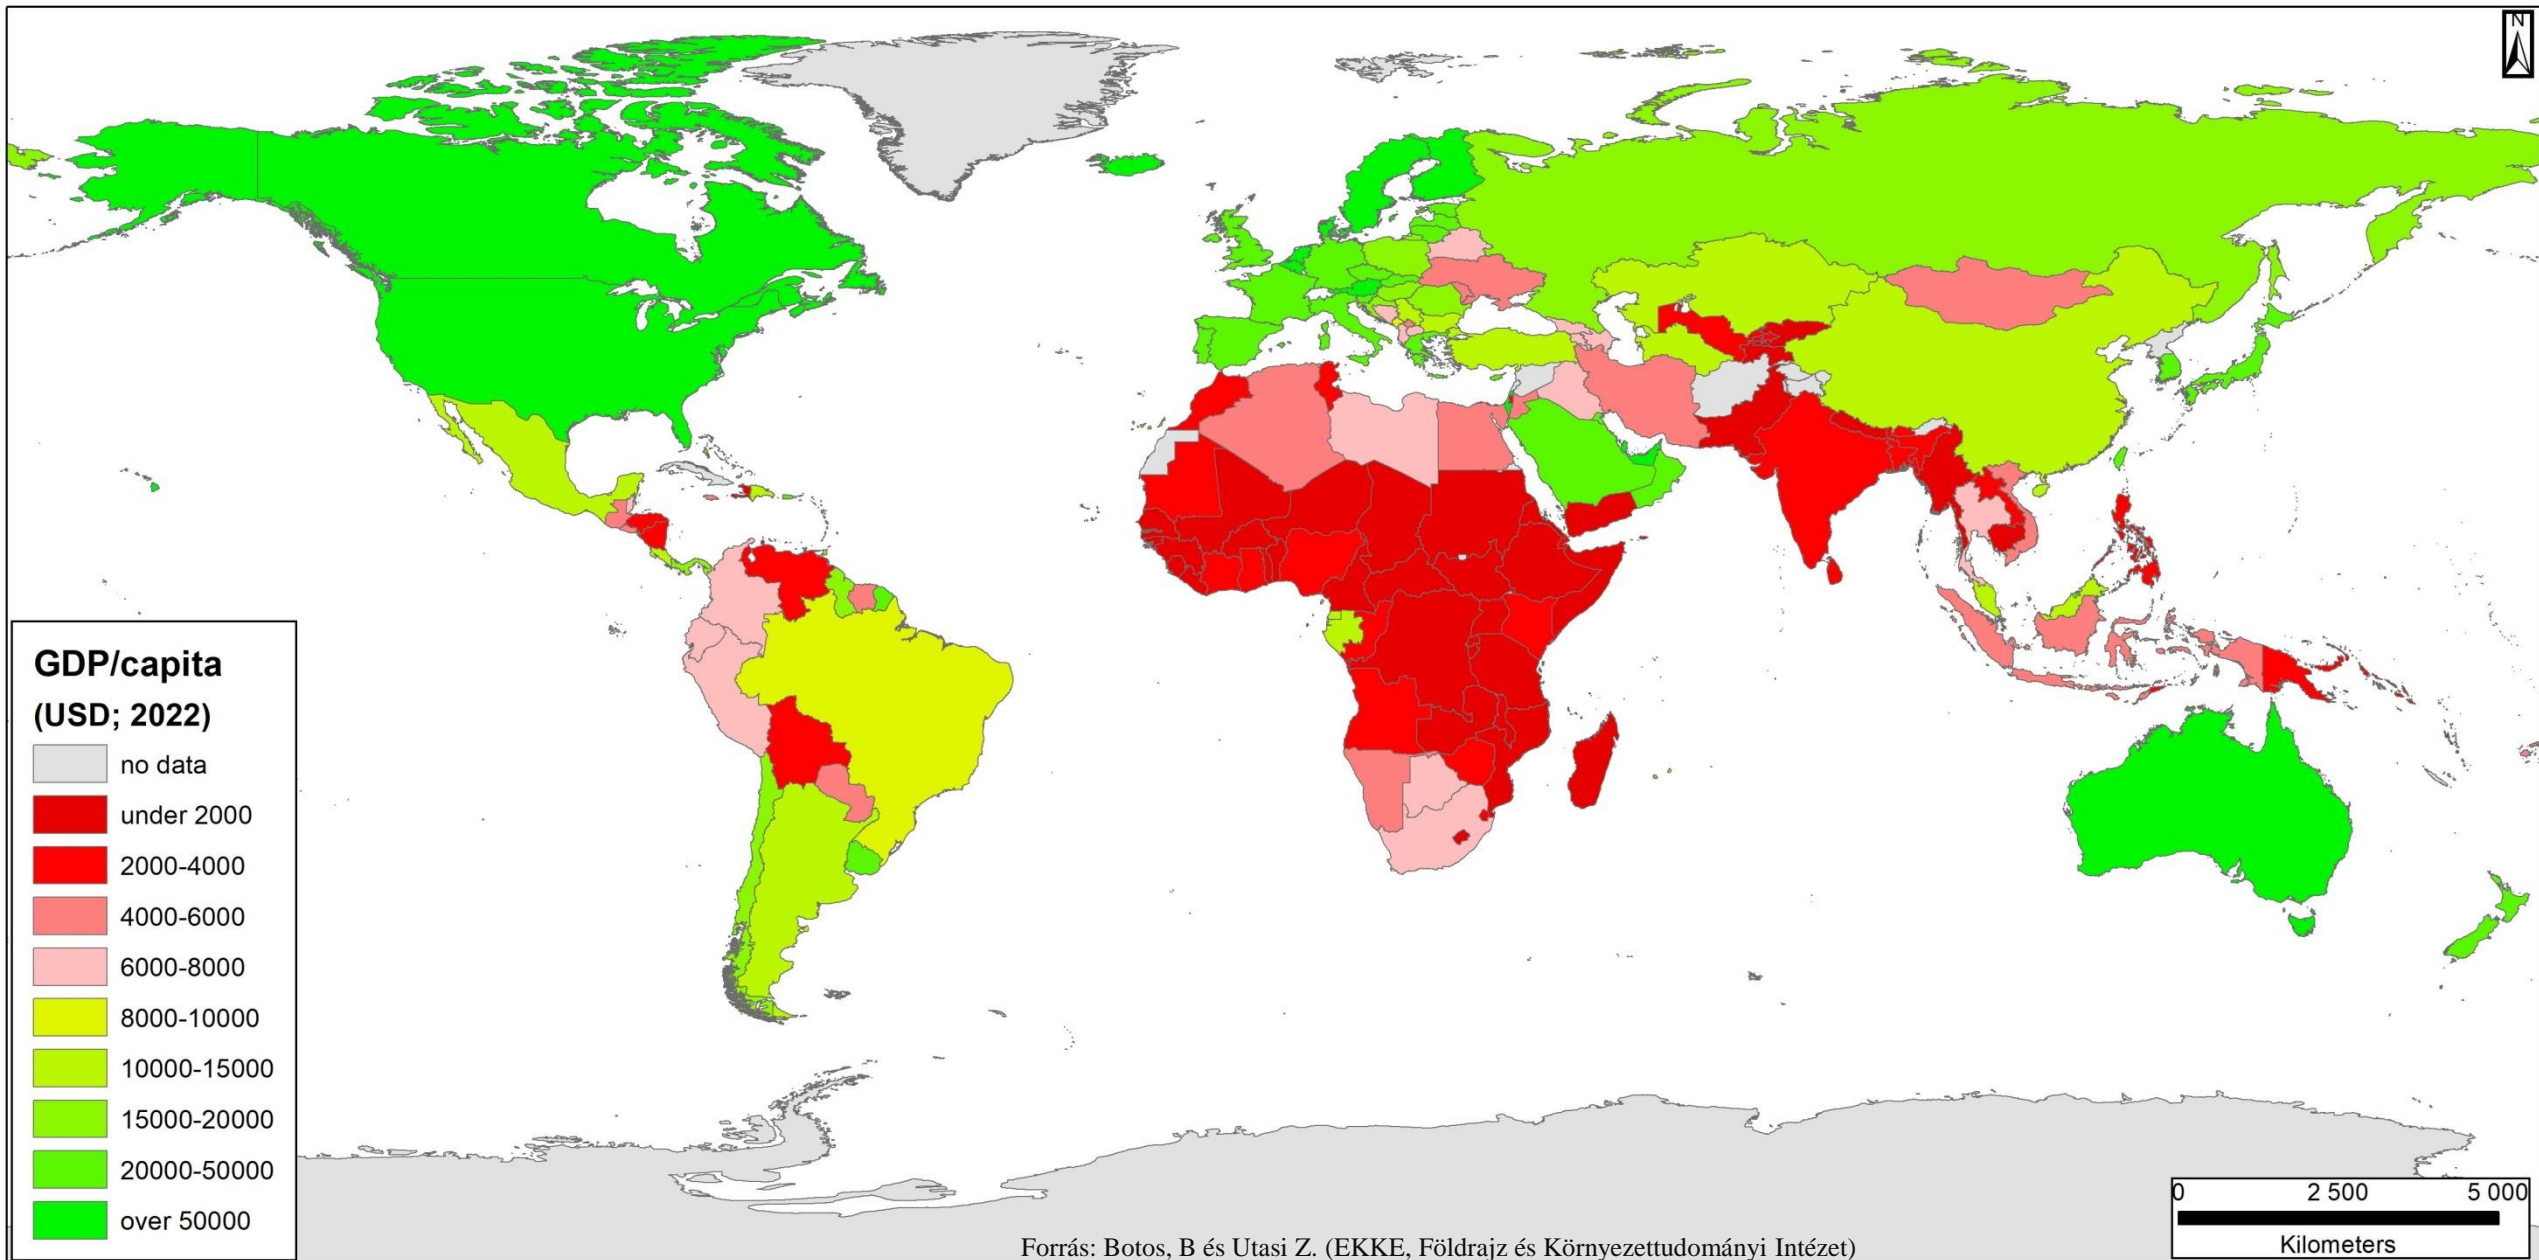 N
GDP/capita
(USD; 2022)
no data
under 2000
2000-4000
4000-6000
6000-8000
8000-10000
10000-15000
15000-20000
20000-50000
over 50000
0 2 500 5 000
Kilometers
Forrás: Botos, B és Utasi Z. (EKKE, Földrajz és Környezettudományi Intézet)